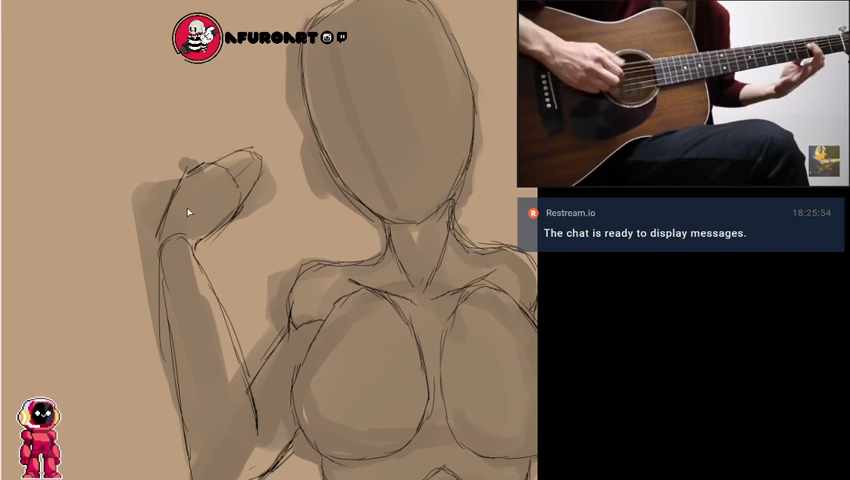 AFUROART
Restream.io 18:25:54
The chat is ready to display messages.